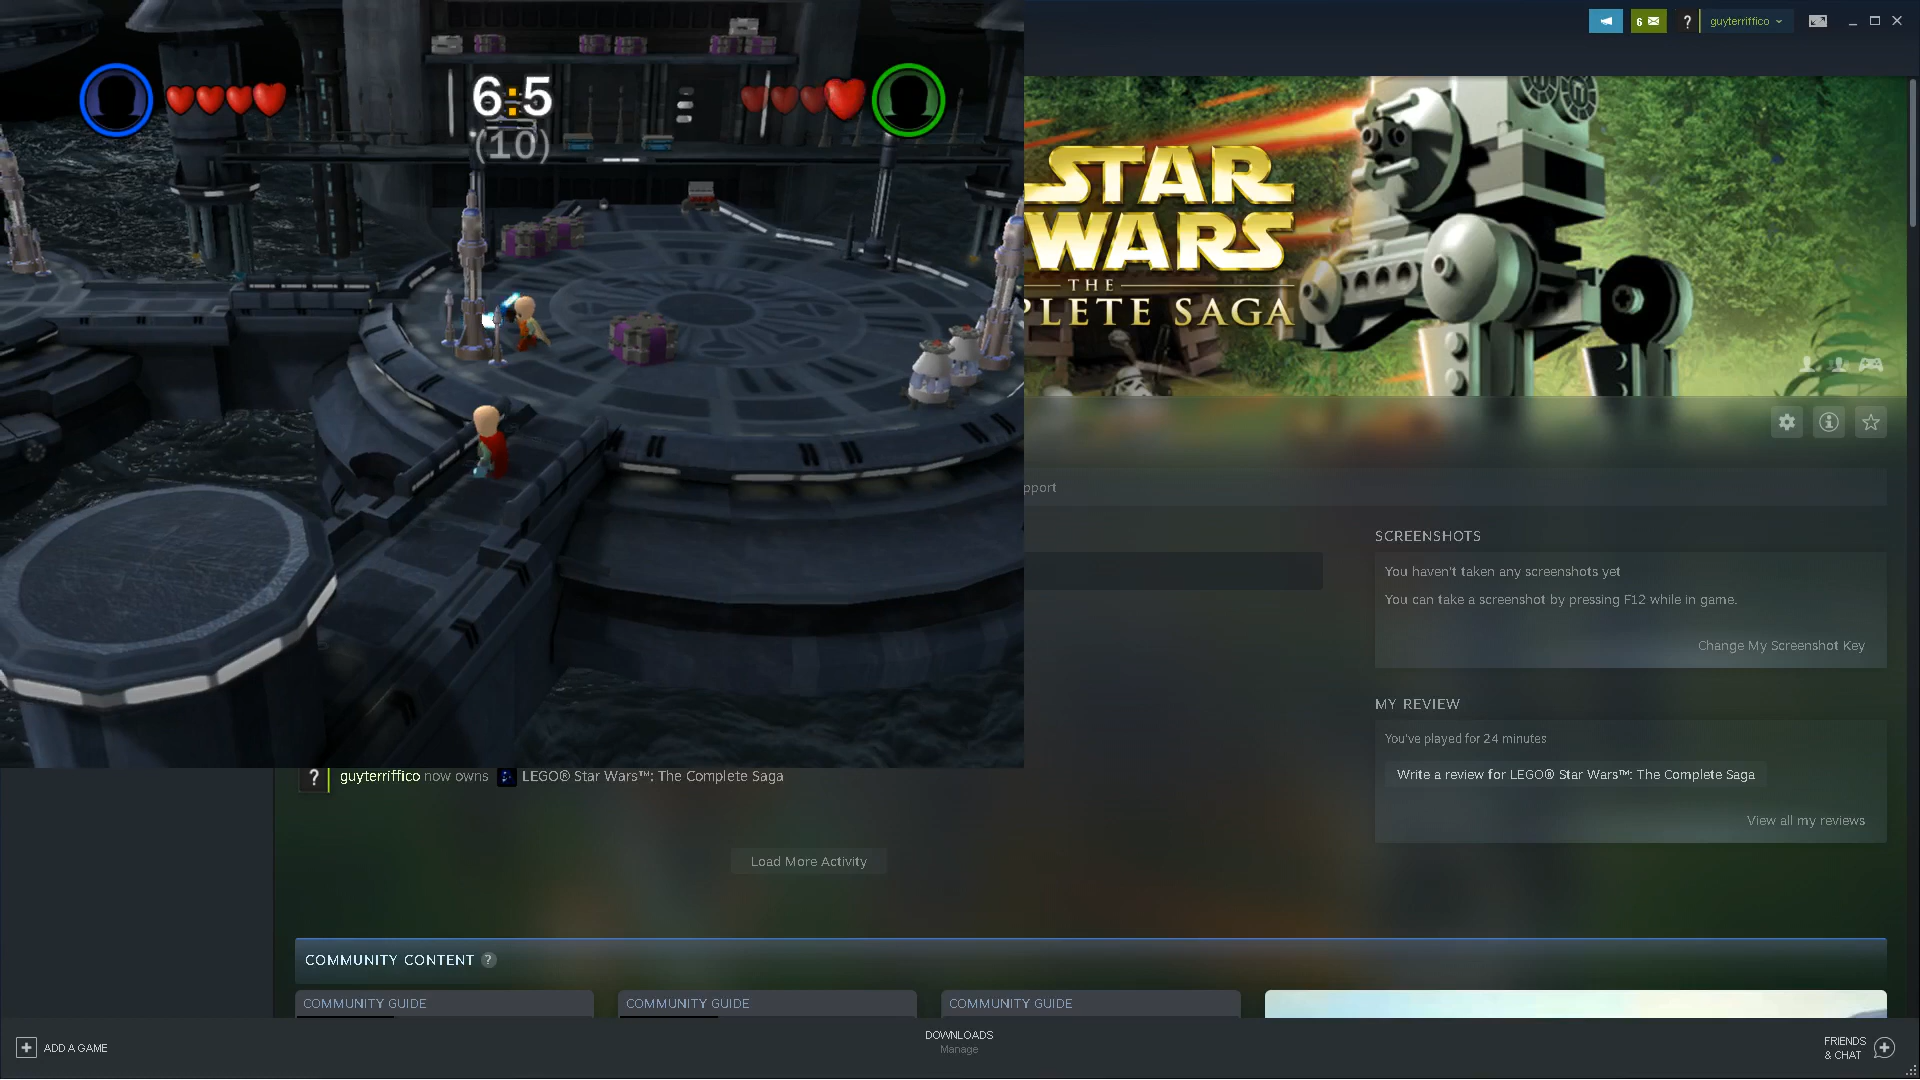 6
guyterriffico
6:5
(10)
STAR
WARS
THE
PLETE SAGA
pport
SCREENSHOTS
You haven't taken any screenshots yet
You can take a screenshot by pressing F12 while in game.
Change My Screenshot Key
MY REVIEW
You've played for 24 minutes
Write a review for LEGO® Star Wars™: The Complete Saga
View all my reviews
? guyterriffico now owns LEGO® Star Wars™: The Complete Saga
Load More Activity
COMMUNITY CONTENT ?
COMMUNITY GUIDE
COMMUNITY GUIDE
COMMUNITY GUIDE
ADD A GAME
DOWNLOADS
Manage
FRIENDS
& CHAT